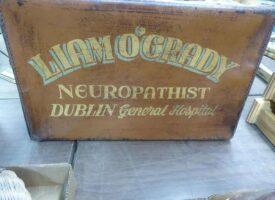 LIAM O'GRADY
NEUROPATHIST
DUBLIN General Hospital